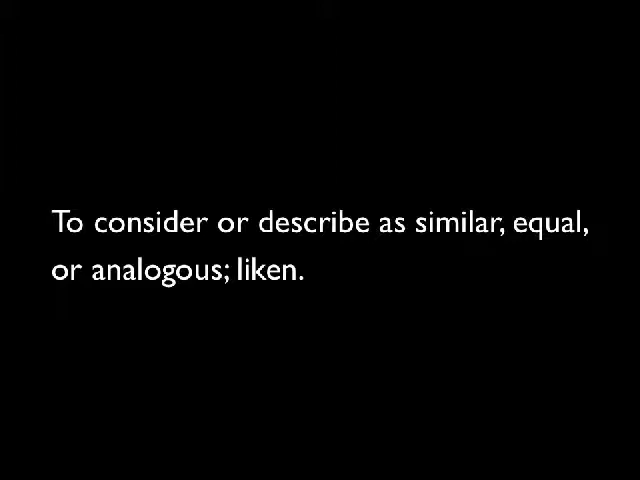 To consider or describe as similar, equal,
or analogous; liken.